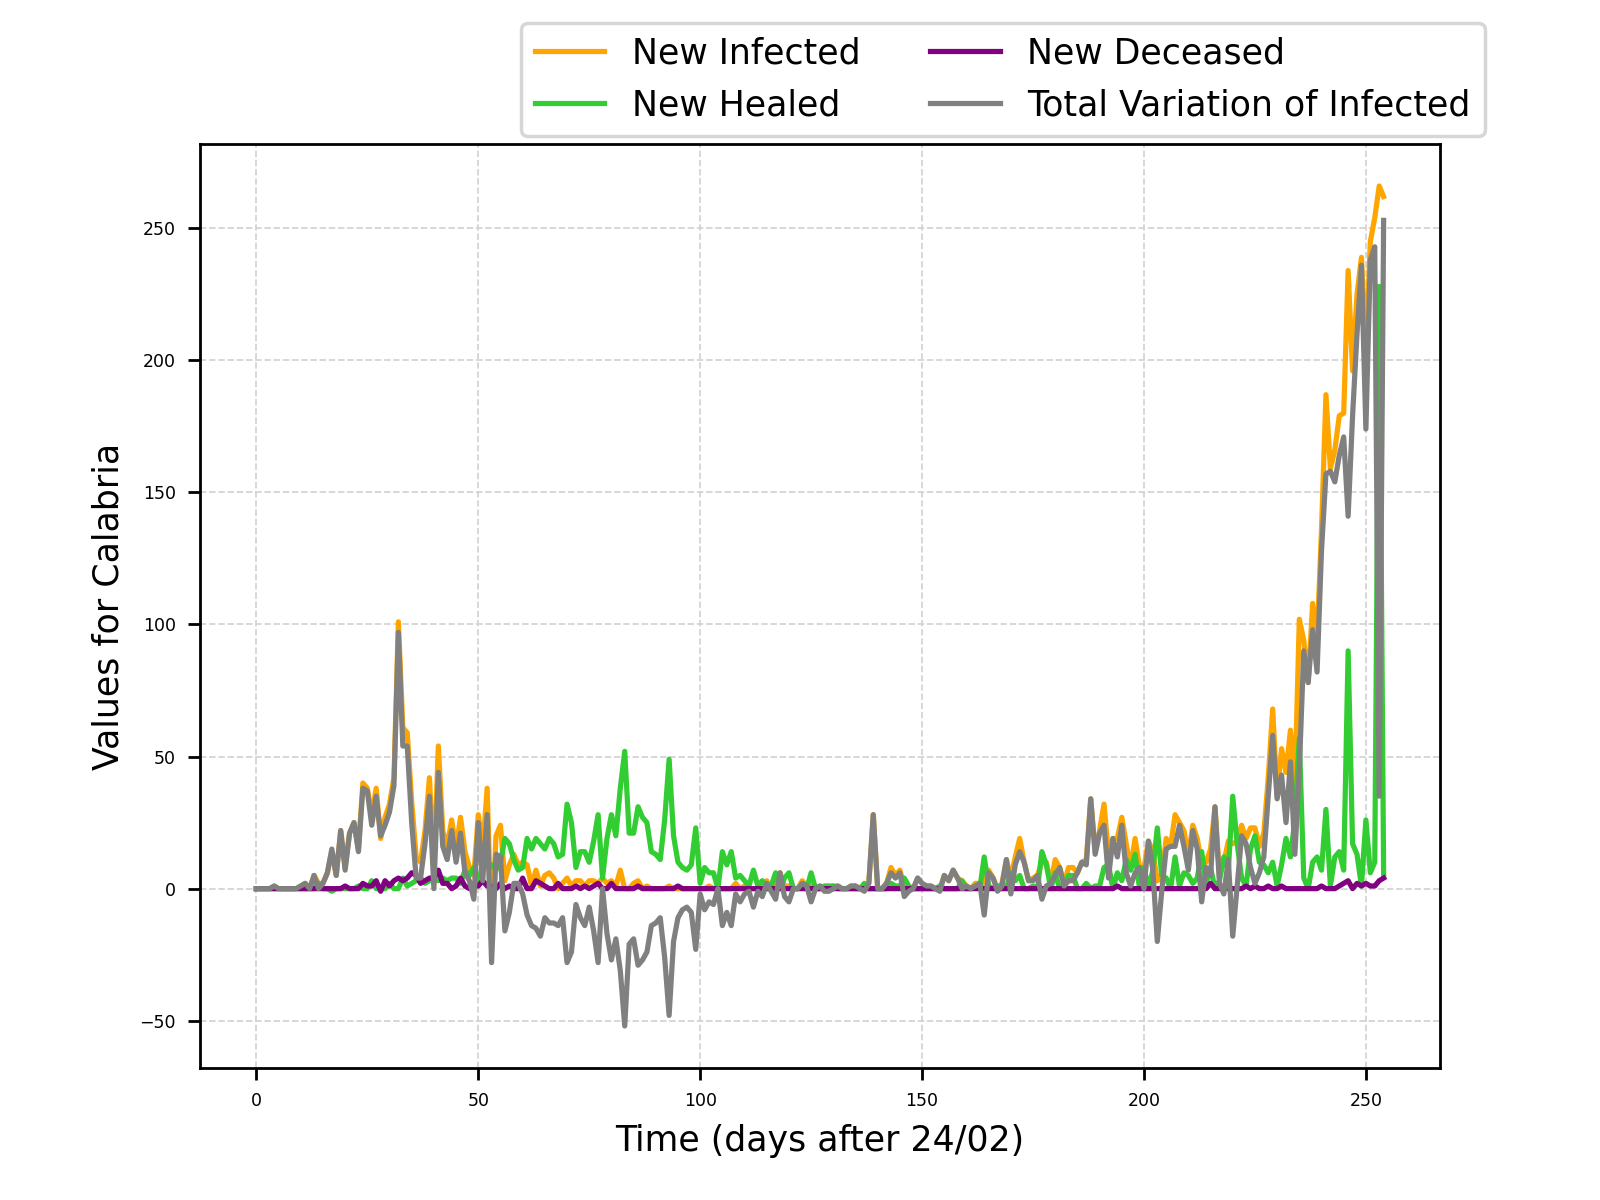 New Infected
New Healed
New Deceased
Total Variation of Infected
Values for Calabria
250
200
150
100
50
0
−50
0 50 100 150 200 250
Time (days after 24/02)